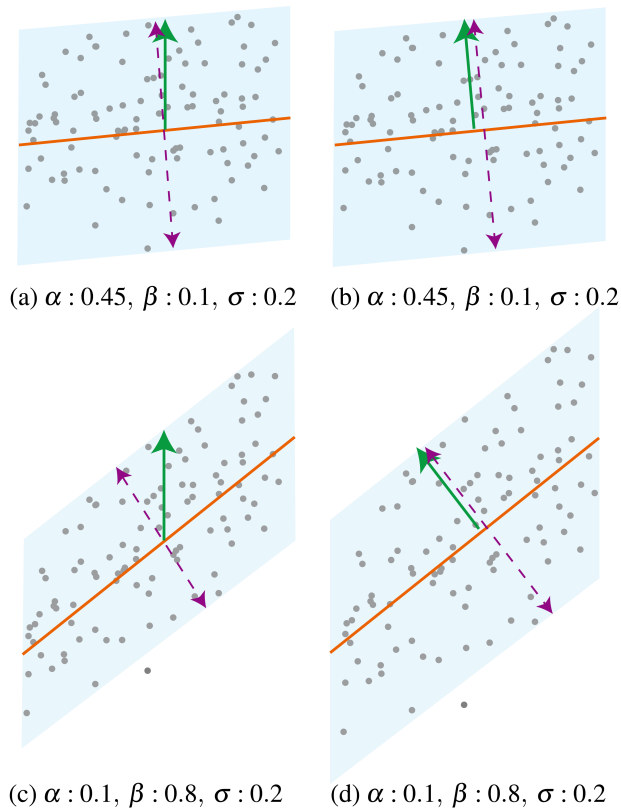 (a) α : 0.45, β : 0.1, σ : 0.2
(b) α : 0.45, β : 0.1, σ : 0.2
(c) α : 0.1, β : 0.8, σ : 0.2
(d) α : 0.1, β : 0.8, σ : 0.2